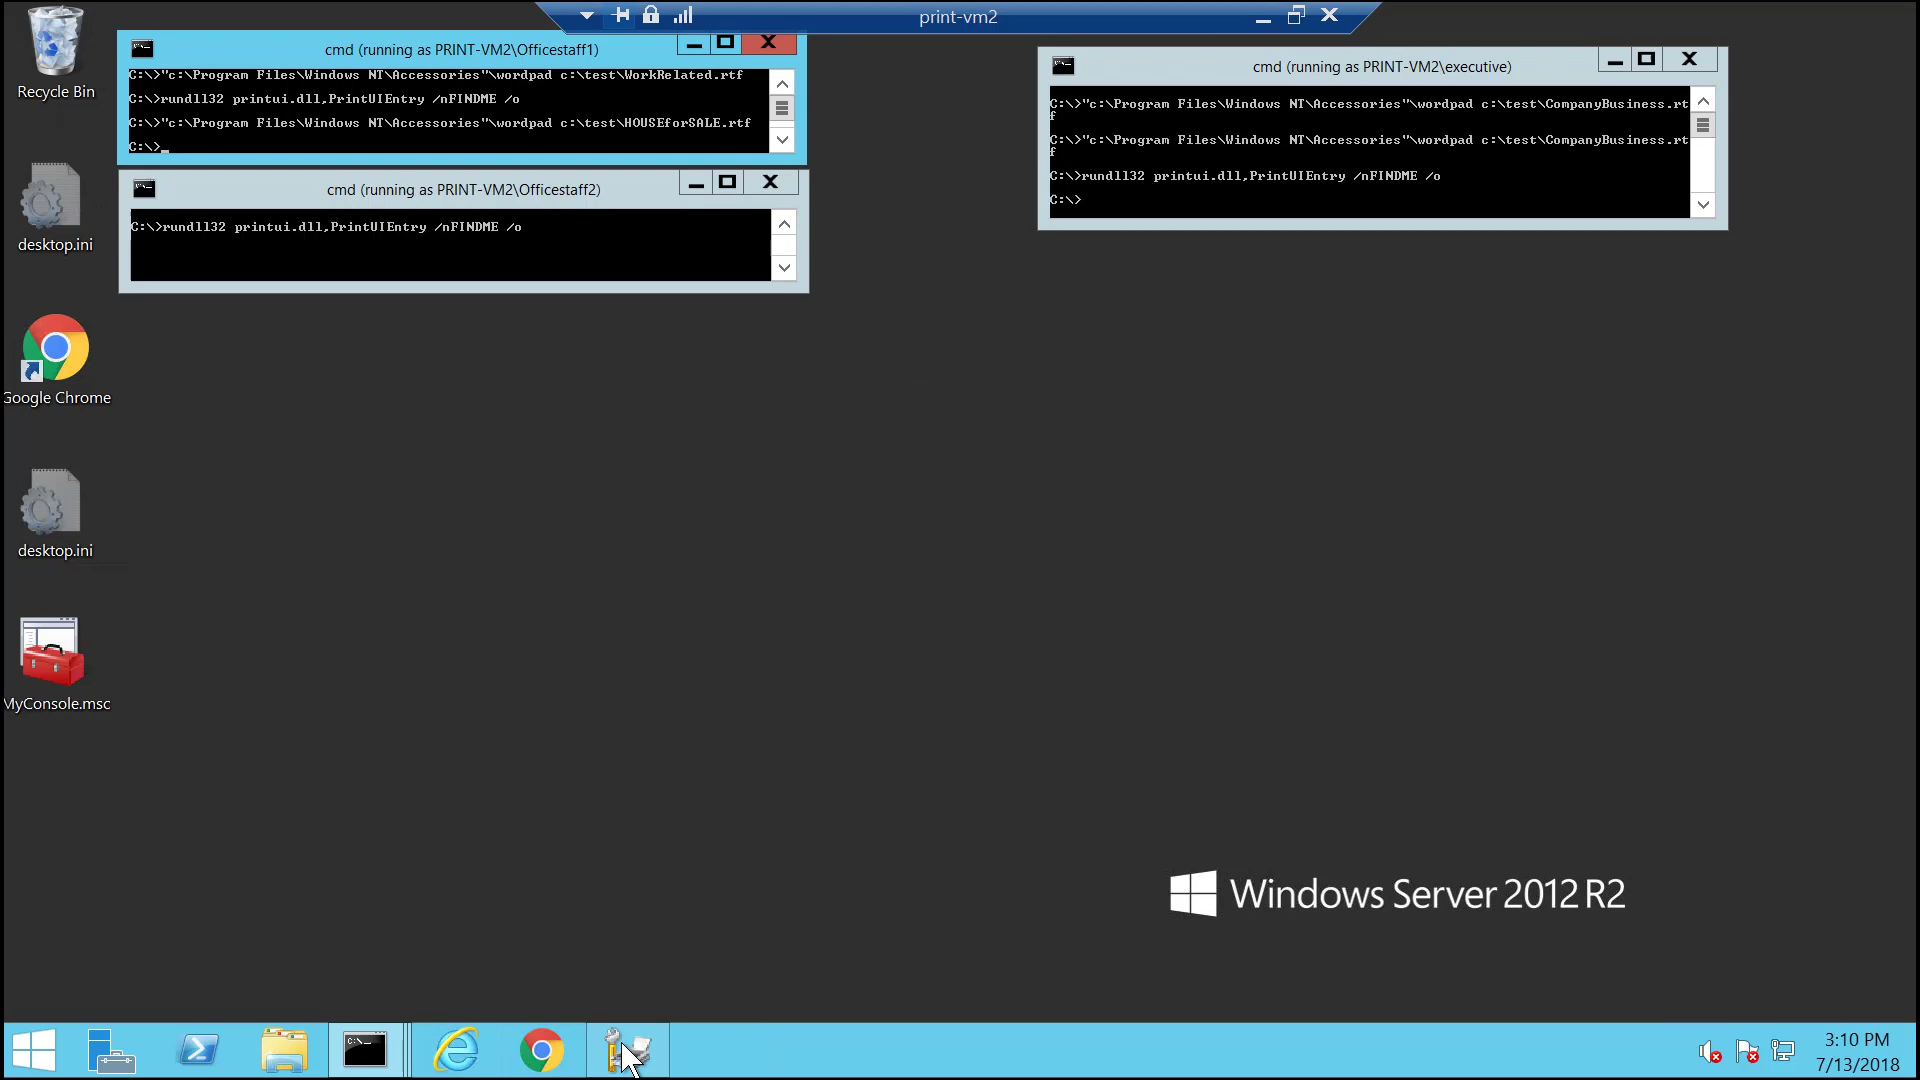 print-vm2
Recycle Bin
cmd (running as PRINT-VM2\Officestaff1)
C:\>"c:\Program Files\Windows NT\Accessories"\wordpad c:\test\WorkRelated.rtf
C:\>rundll32 printui.dll,PrintUIEntry /nFINDME /o
C:\>"c:\Program Files\Windows NT\Accessories"\wordpad c:\test\HOUSEforSALE.rtf
C:\>_
cmd (running as PRINT-VM2\Officestaff2)
C:\>rundll32 printui.dll,PrintUIEntry /nFINDME /o
cmd (running as PRINT-VM2\executive)
C:\>"c:\Program Files\Windows NT\Accessories"\wordpad c:\test\CompanyBusiness.rt
f
C:\>"c:\Program Files\Windows NT\Accessories"\wordpad c:\test\CompanyBusiness.rt
f
C:\>rundll32 printui.dll,PrintUIEntry /nFINDME /o
C:\>
desktop.ini
Google Chrome
desktop.ini
MyConsole.msc
Windows Server 2012 R2
3:10 PM
7/13/2018